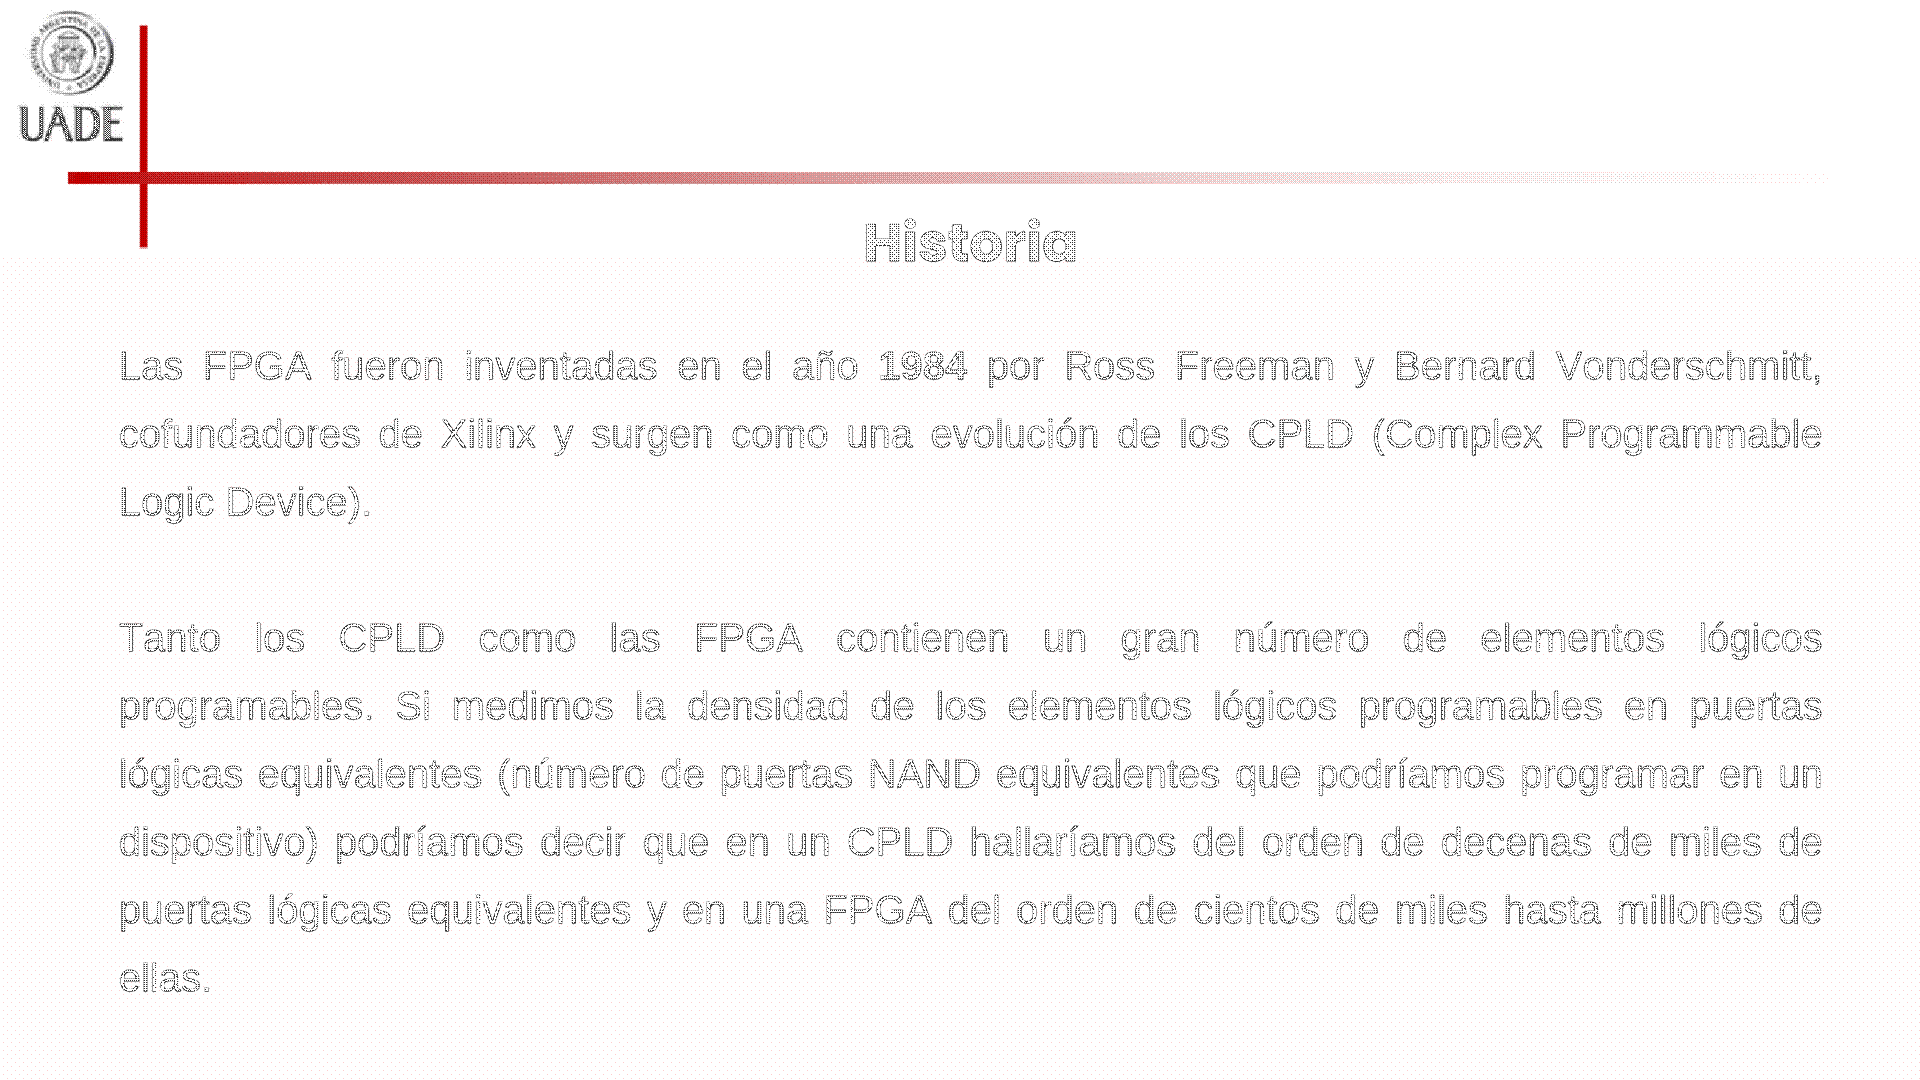 UADE
Historia
Las FPGA fueron inventadas en el año 1984 por Ross Freeman y Bernard Vonderschmitt,
cofundadores de Xilinx y surgen como una evolución de los CPLD (Complex Programmable
Logic Device).
Tanto los CPLD como las FPGA contienen un gran número de elementos lógicos
programables. Si medimos la densidad de los elementos lógicos programables en puertas
lógicas equivalentes (número de puertas NAND equivalentes que podríamos programar en un
dispositivo) podríamos decir que en un CPLD hallaríamos del orden de decenas de miles de
puertas lógicas equivalentes y en una FPGA del orden de cientos de miles hasta millones de
ellas.